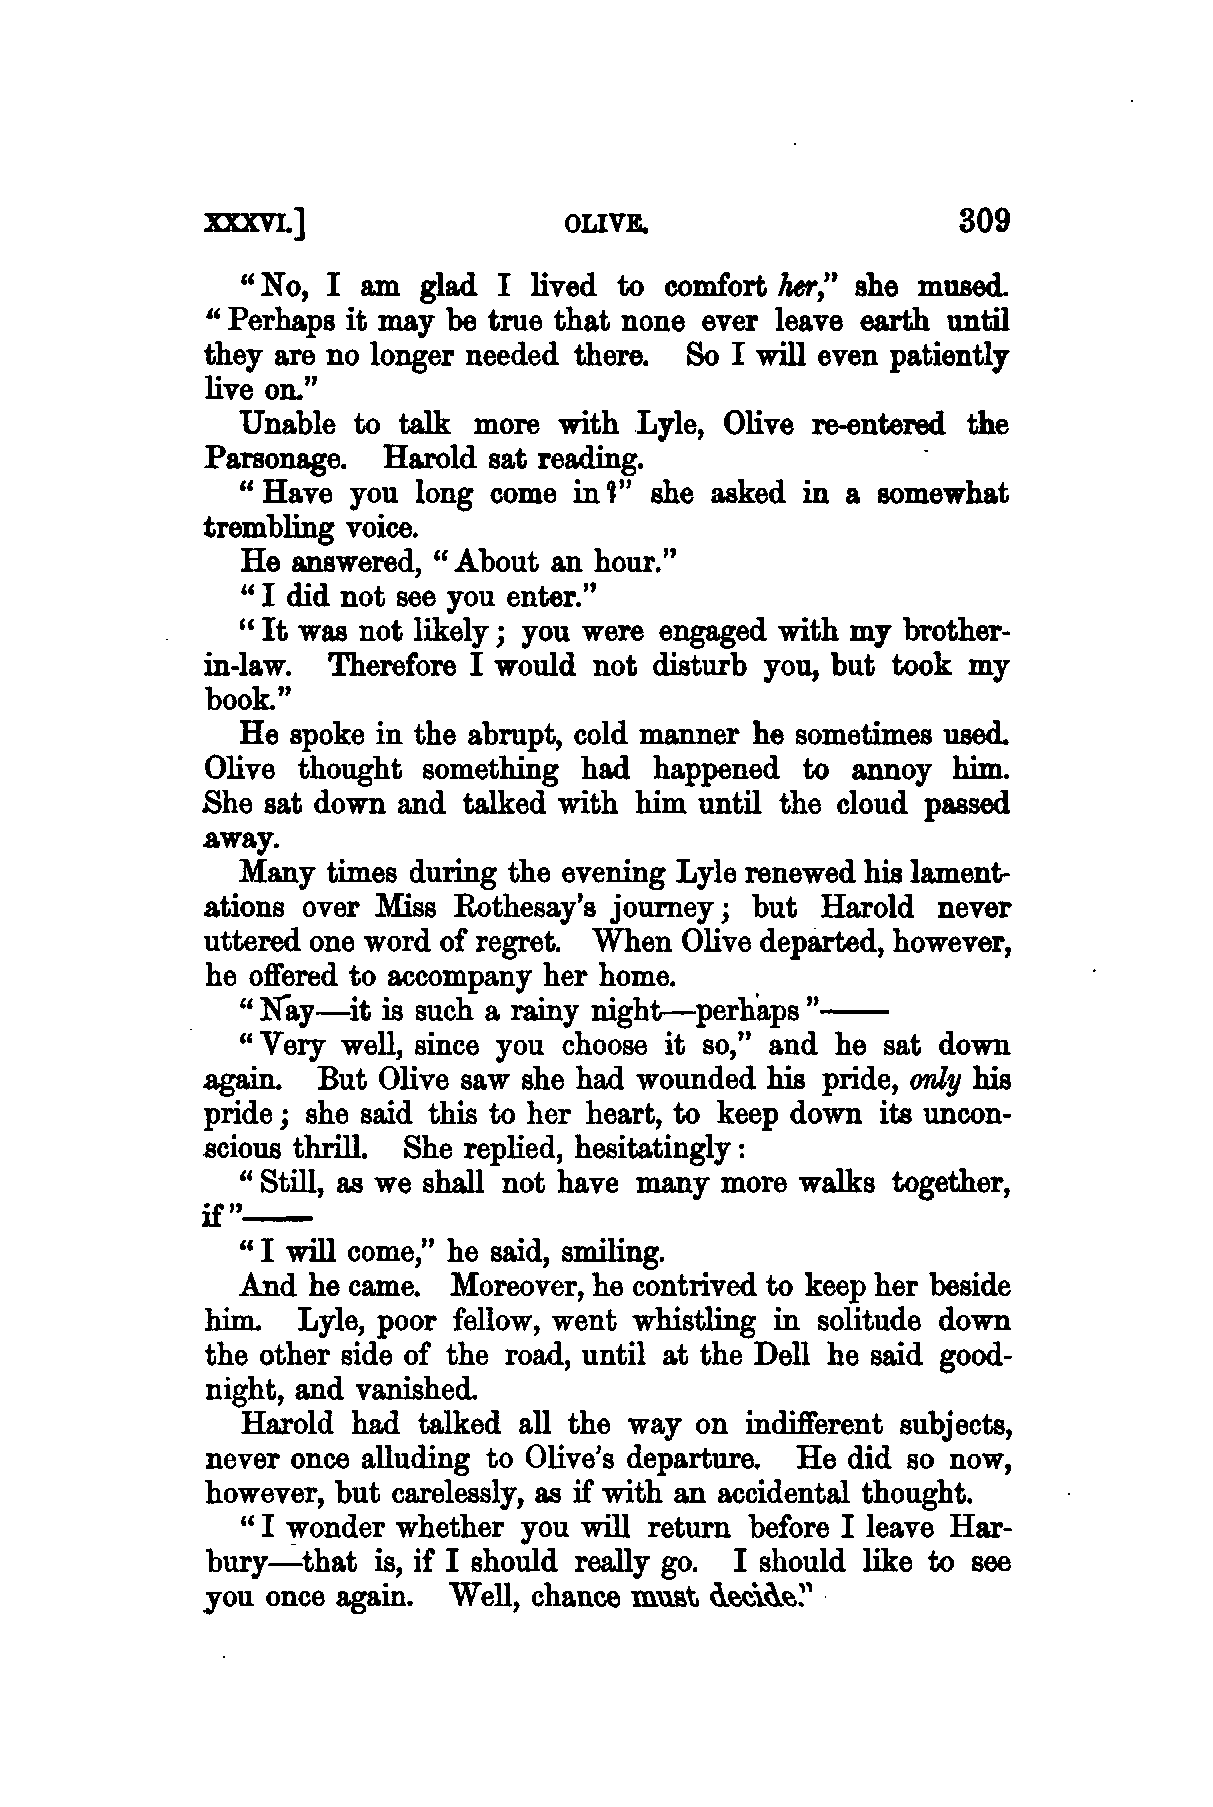 XXXVI.] OLIVE. 309
"No, I am glad I lived to comfort her," she mused.
"Perhaps it may be true that none ever leave earth until
they are no longer needed there. So I will even patiently
live on."
Unable to talk more with Lyle, Olive re-entered the
Parsonage. Harold sat reading.
"Have you long come in?" she asked in a somewhat
trembling voice.
He answered, "About an hour."
"I did not see you enter."
"It was not likely; you were engaged with my brother-
in-law. Therefore I would not disturb you, but took my
book."
He spoke in the abrupt, cold manner he sometimes used.
Olive thought something had happened to annoy him.
She sat down and talked with him until the cloud passed
away.
Many times during the evening Lyle renewed his lament-
ations over Miss Rothesay's journey; but Harold never
uttered one word of regret. When Olive departed, however,
he offered to accompany her home.
"Nay—it is such a rainy night—perhaps"——
"Very well, since you choose it so," and he sat down
again. But Olive saw she had wounded his pride, only his
pride; she said this to her heart, to keep down its uncon-
scious thrill. She replied, hesitatingly:
"Still, as we shall not have many more walks together,
if"——
"I will come," he said, smiling.
And he came. Moreover, he contrived to keep her beside
him. Lyle, poor fellow, went whistling in solitude down
the other side of the road, until at the Dell he said good-
night, and vanished.
Harold had talked all the way on indifferent subjects,
never once alluding to Olive's departure. He did so now,
however, but carelessly, as if with an accidental thought.
"I wonder whether you will return before I leave Har-
bury—that is, if I should really go. I should like to see
you once again. Well, chance must decide."